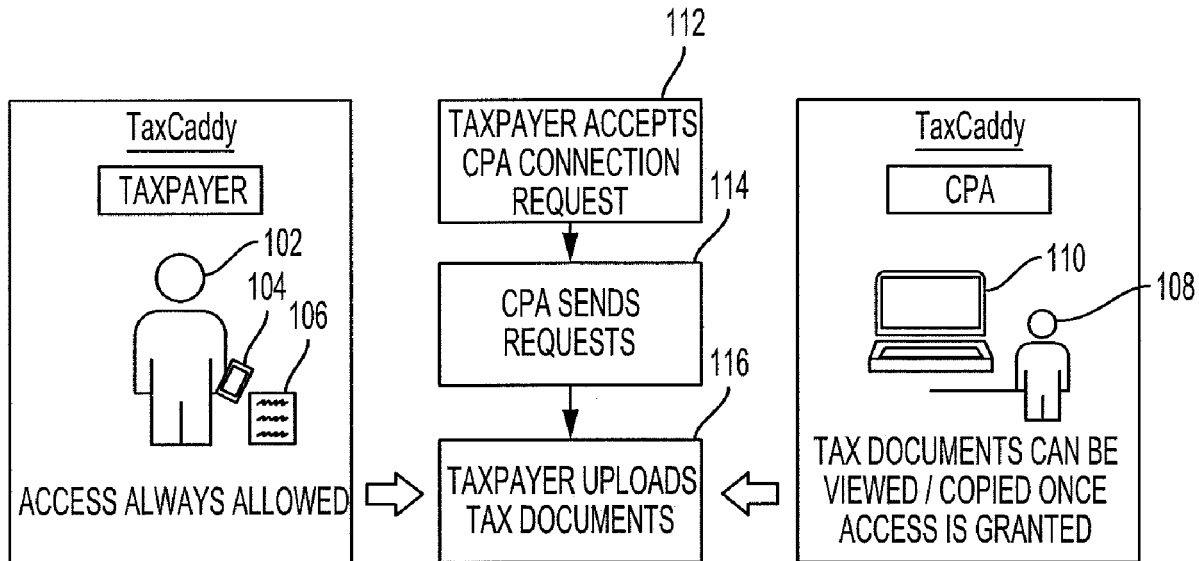 112
TaxCaddy
TAXPAYER
102
104
106
ACCESS ALWAYS ALLOWED
TAXPAYER ACCEPTS
CPA CONNECTION
REQUEST
114
CPA SENDS
REQUESTS
116
TAXPAYER UPLOADS
TAX DOCUMENTS
TaxCaddy
CPA
110
108
TAX DOCUMENTS CAN BE
VIEWED / COPIED ONCE
ACCESS IS GRANTED